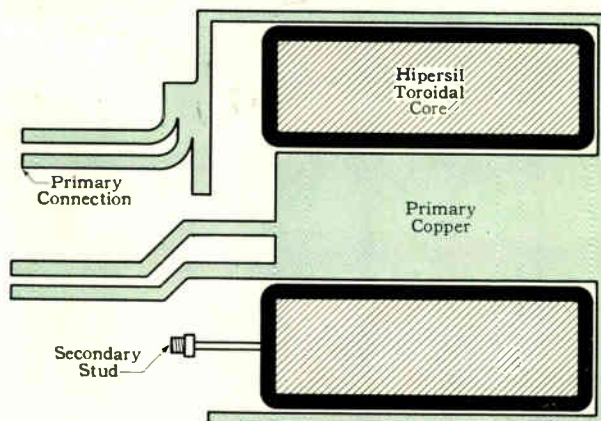 Hipersil
Toroidal
Core
Primary
Connection
Primary
Copper
Secondary
Stud